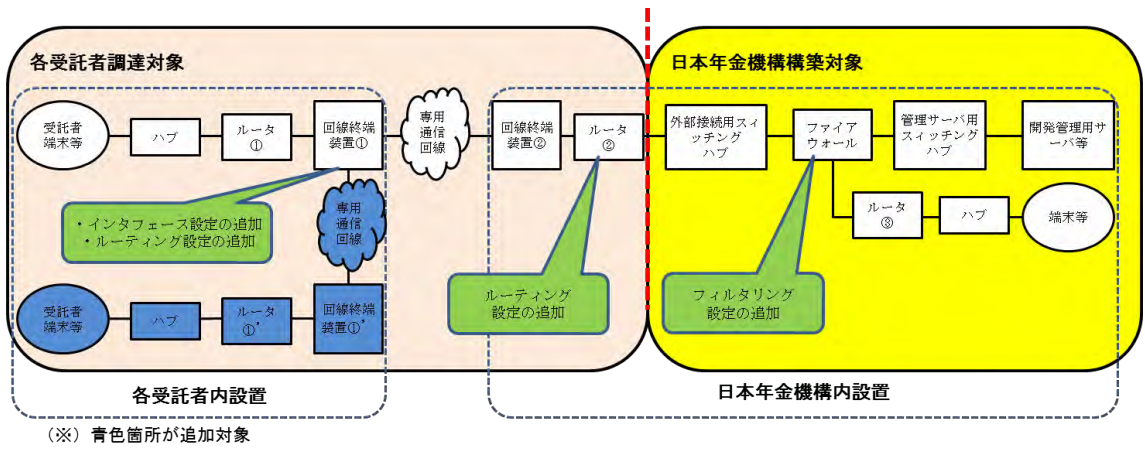 各受託者調達対象
日本年金機構構築対象
受託者
端末等
ハブ
ルータ
①
回線終端
装置①
専用
通信
回線
回線終端
装置②
ルータ
②
外部接続用スィ
ッチング
ハブ
ファイア
ウォール
管理サーバ用
スィッチング
ハブ
開発管理用サ
ーバ等
・インタフェース設定の追加
・ルーティング設定の追加
専用
通信
回線
ルータ
③
ハブ
端末等
受託者
端末等
ハブ
ルータ
①’
回線終端
装置①’
ルーティング
設定の追加
フィルタリング
設定の追加
各受託者内設置
日本年金機構内設置
(※) 青色箇所が追加対象